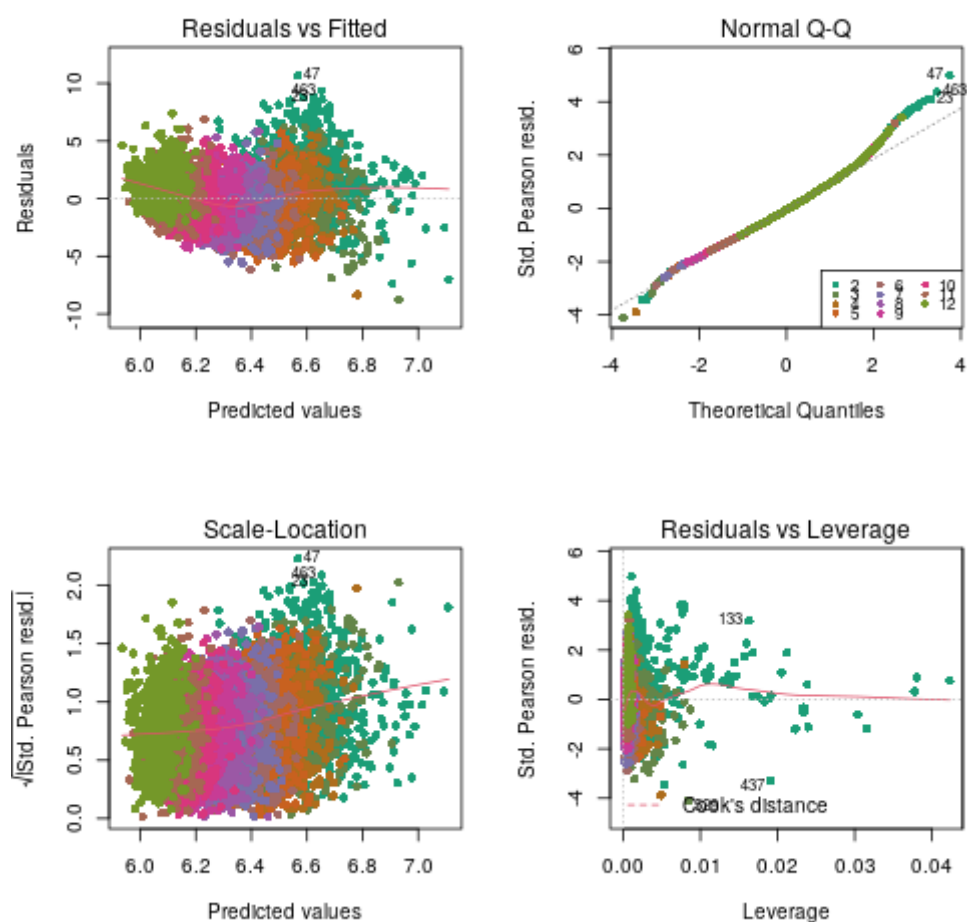 Residuals vs Fitted
Residuals
10
5
0
-5
-10
47
463
6.0 6.2 6.4 6.6 6.8 7.0
Predicted values
Normal Q-Q
Std. Pearson resid.
6
4
2
0
-2
-4
47
463
23
2 6 10
3 7 11
4 8 12
5 9
-4 -2 0 2 4
Theoretical Quantiles
Scale-Location
√|Std. Pearson resid.|
2.0
1.5
1.0
0.5
0.0
47
463
6.0 6.2 6.4 6.6 6.8 7.0
Predicted values
Residuals vs Leverage
Std. Pearson resid.
6
4
2
0
-2
-4
133
437
Cook's distance
0.00 0.01 0.02 0.03 0.04
Leverage